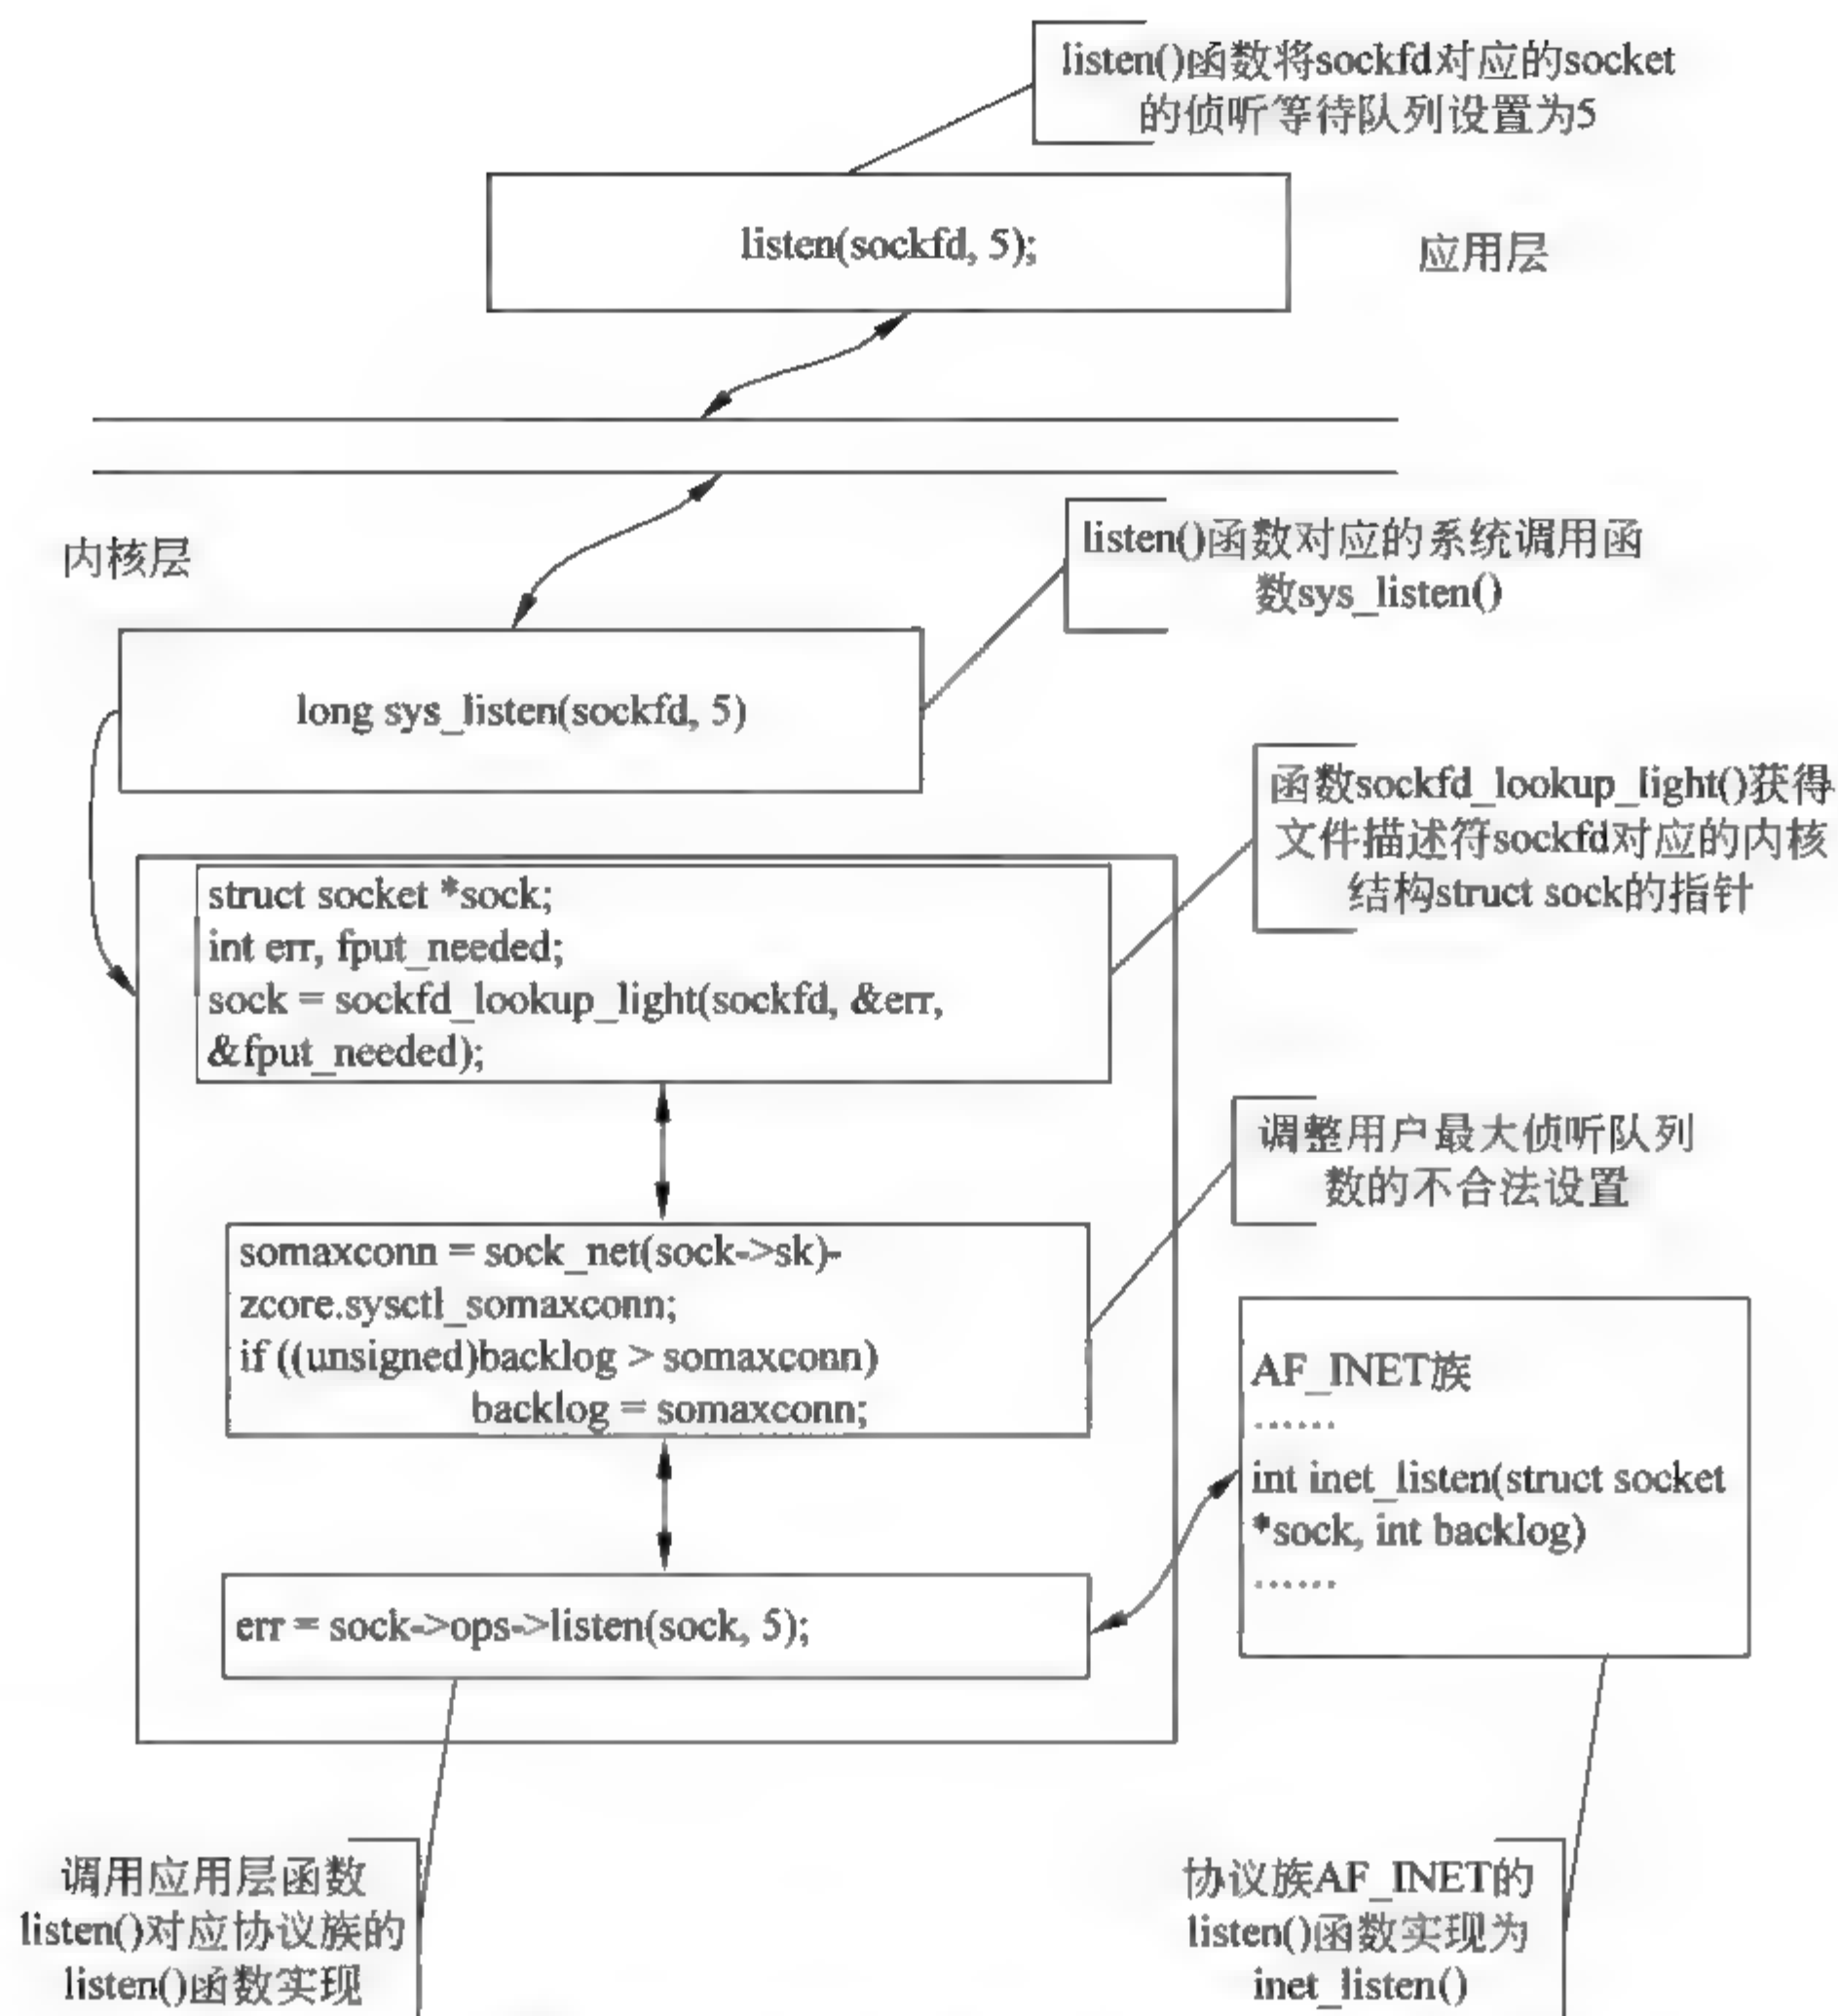 listen()函数将sockfd对应的socket
的侦听等待队列设置为5
listen(sockfd, 5);
应用层
内核层
listen()函数对应的系统调用函
数sys_listen()
long sys_listen(sockfd, 5)
函数sockfd_lookup_light()获得
文件描述符sockfd对应的内核
结构struct sock的指针
struct socket *sock;
int err, fput_needed;
sock = sockfd_lookup_light(sockfd, &err,
&fput_needed);
调整用户最大侦听队列
数的不合法设置
somaxconn = sock_net(sock->sk)-
zcore.sysctl_somaxconn;
if ((unsigned)backlog > somaxconn)
backlog = somaxconn;
AF_INET族
......
int inet_listen(struct socket
*sock, int backlog)
......
err = sock->ops->listen(sock, 5);
调用应用层函数
listen()对应协议族的
listen()函数实现
协议族AF_INET的
listen()函数实现为
inet_listen()